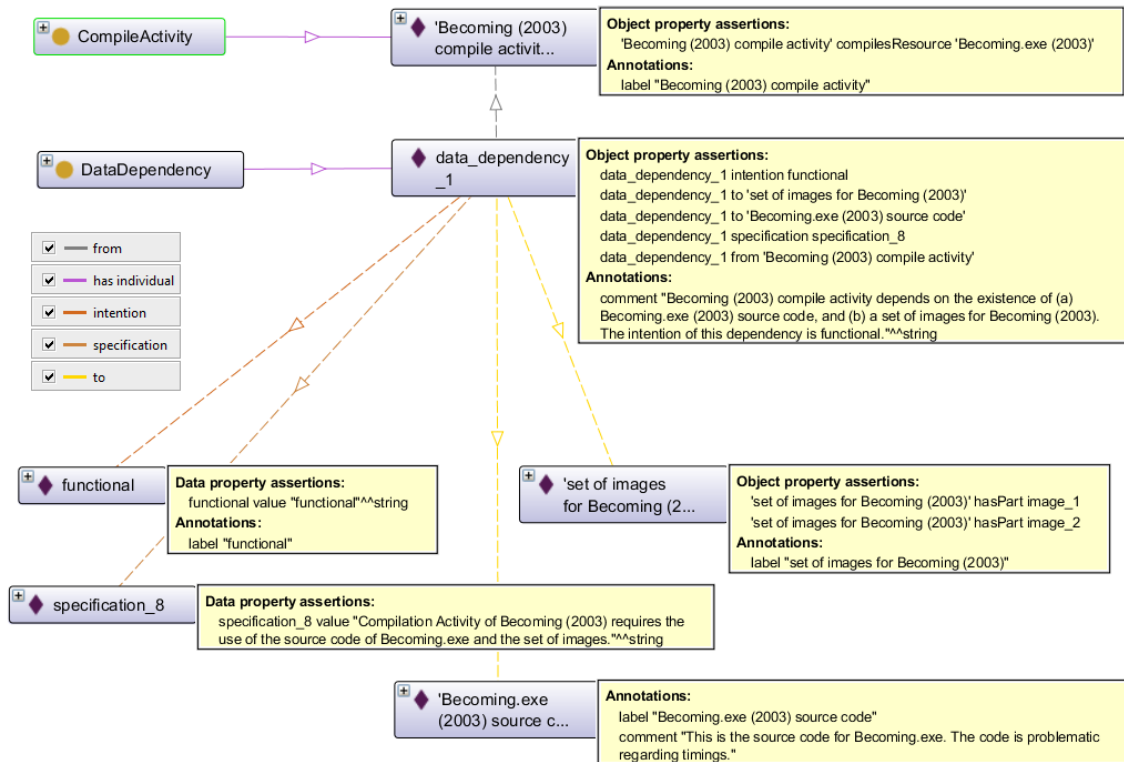 CompileActivity
'Becoming (2003)
compile activit...
Object property assertions:
'Becoming (2003) compile activity' compilesResource 'Becoming.exe (2003)'
Annotations:
label "Becoming (2003) compile activity"
DataDependency
data_dependency
_1
Object property assertions:
data_dependency_1 intention functional
data_dependency_1 to 'set of images for Becoming (2003)'
data_dependency_1 to 'Becoming.exe (2003) source code'
data_dependency_1 specification specification_8
data_dependency_1 from 'Becoming (2003) compile activity'
Annotations:
comment "Becoming (2003) compile activity depends on the existence of (a)
Becoming.exe (2003) source code, and (b) a set of images for Becoming (2003).
The intention of this dependency is functional."^^string
from
has individual
intention
specification
to
functional
Data property assertions:
functional value "functional"^^string
Annotations:
label "functional"
'set of images
for Becoming (2...
Object property assertions:
'set of images for Becoming (2003)' hasPart image_1
'set of images for Becoming (2003)' hasPart image_2
Annotations:
label "set of images for Becoming (2003)"
specification_8
Data property assertions:
specification_8 value "Compilation Activity of Becoming (2003) requires the
use of the source code of Becoming.exe and the set of images."^^string
'Becoming.exe
(2003) source c...
Annotations:
label "Becoming.exe (2003) source code"
comment "This is the source code for Becoming.exe. The code is problematic
regarding timings."